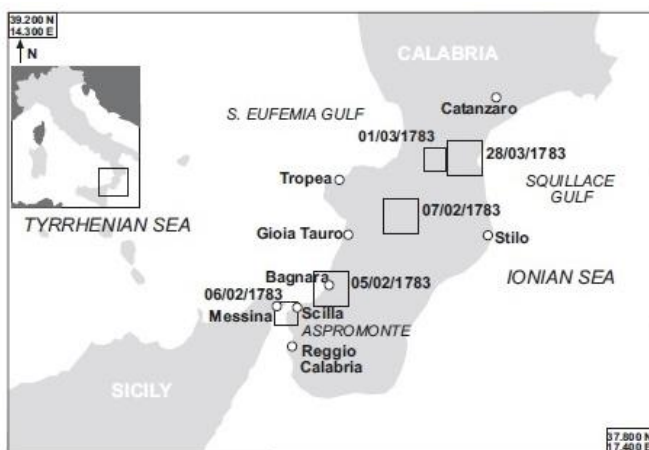 39.200 N
14.300 E
N
CALABRIA
Catanzaro
S. EUFEMIA GULF
01/03/1783
28/03/1783
SQUILLACE
GULF
Tropea
07/02/1783
TYRRHENIAN SEA
Gioia Tauro
Stilo
Bagnara
05/02/1783
IONIAN SEA
06/02/1783
Messina
Scilla
ASPROMONTE
Reggio
Calabria
SICILY
37.800 N
17.400 E